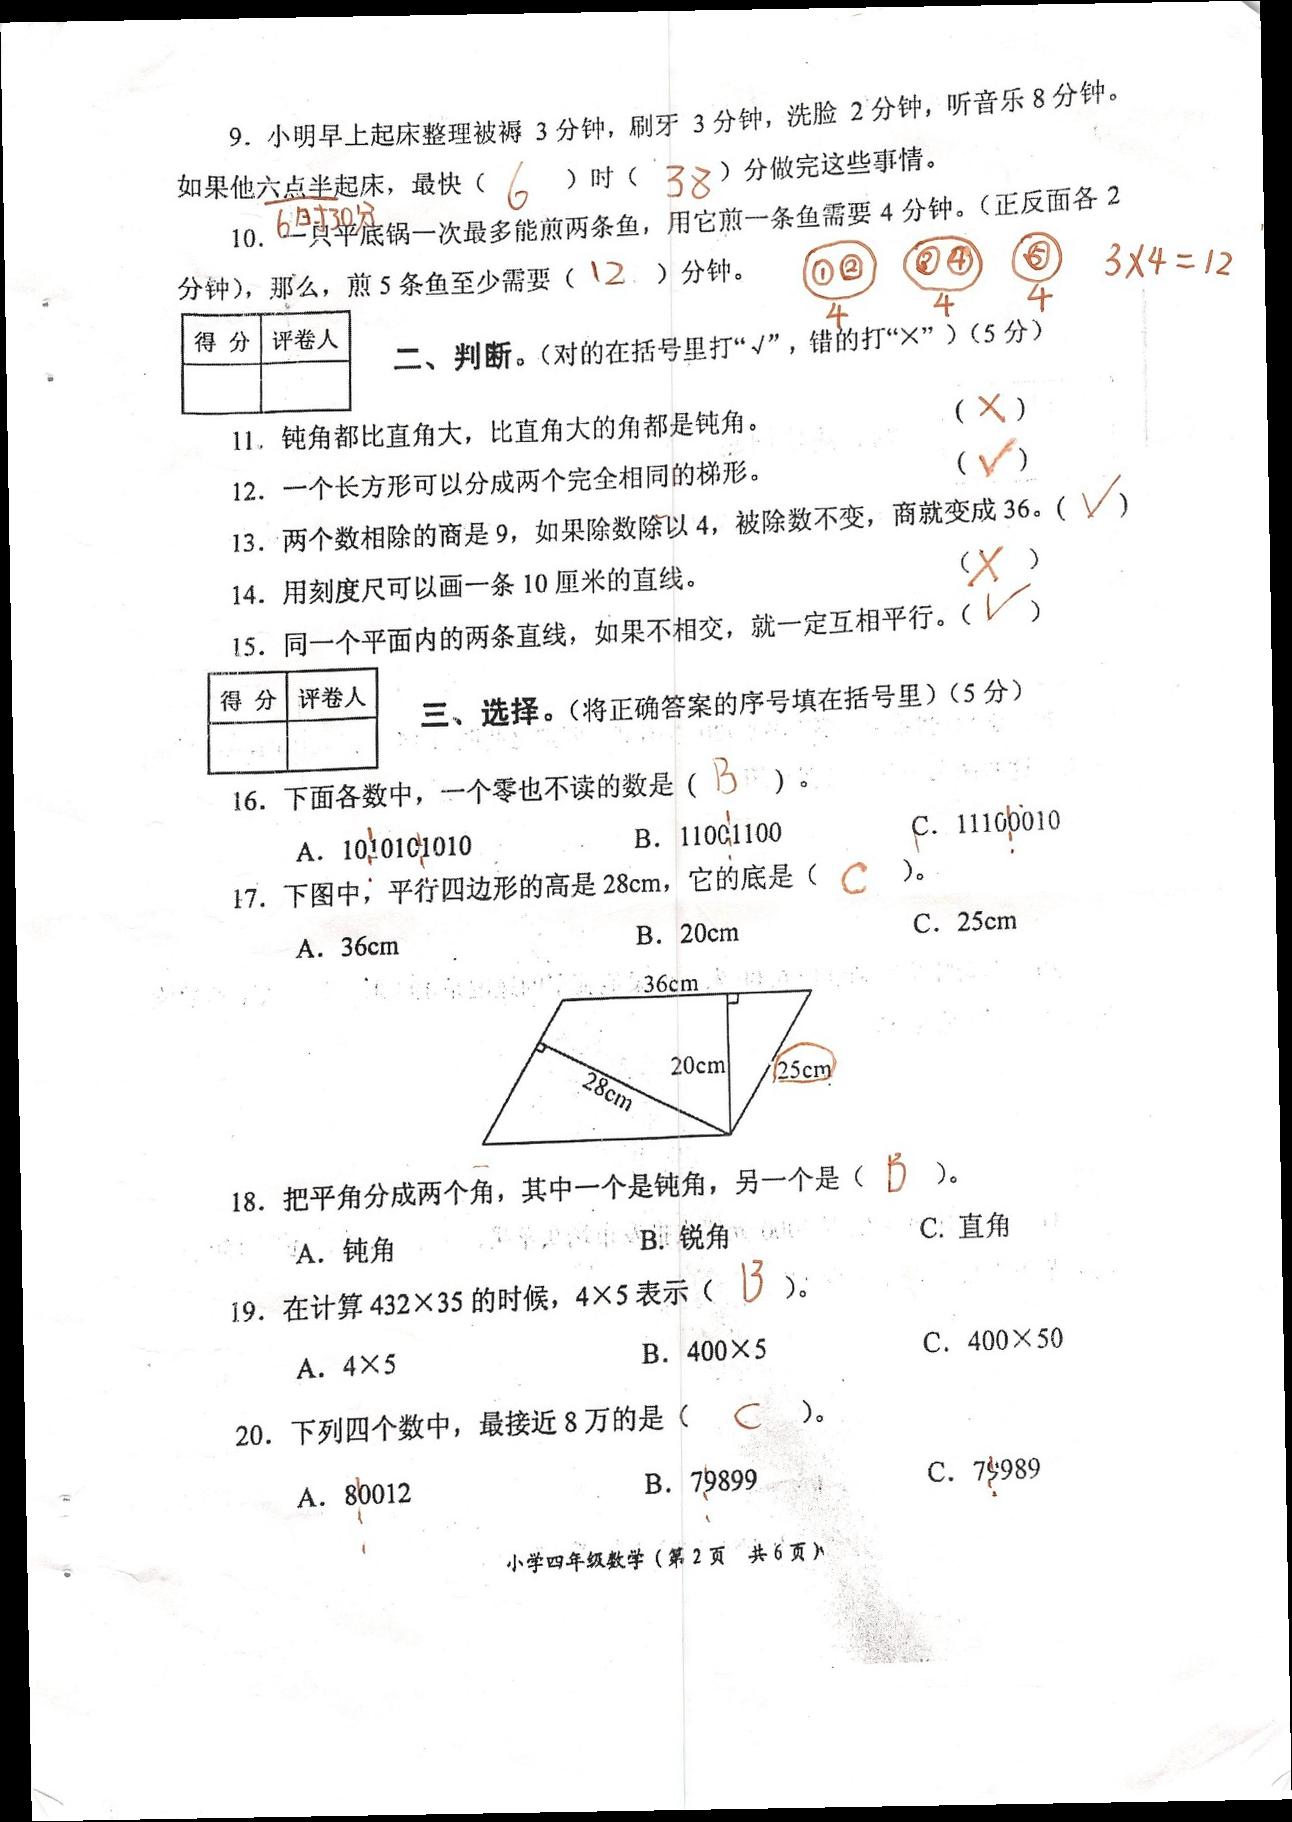 9. 小明早上起床整理被褥 3 分钟，刷牙 3 分钟，洗脸 2 分钟，听音乐 8 分钟。
如果他六点半起床，最快（ 6 ）时（ 38 ）分做完这些事情。
6时30分
10. 一只平底锅一次最多能煎两条鱼，用它煎一条鱼需要 4 分钟。（正反面各 2
分钟），那么，煎 5 条鱼至少需要（ 12 ）分钟。
① ② ③ ④ ⑤ 3×4=12
4 4 4
得 分 评卷人
二、判断。（对的在括号里打“√”，错的打“×”）（5 分）
11. 钝角都比直角大，比直角大的角都是钝角。 （ × ）
12. 一个长方形可以分成两个完全相同的梯形。 （ √ ）
13. 两个数相除的商是 9，如果除数除以 4，被除数不变，商就变成 36。（ √ ）
14. 用刻度尺可以画一条 10 厘米的直线。 （ × ）
15. 同一个平面内的两条直线，如果不相交，就一定互相平行。（ √ ）
得 分 评卷人
三、选择。（将正确答案的序号填在括号里）（5 分）
16. 下面各数中，一个零也不读的数是（ B ）。
A. 1010101010 B. 11001100 C. 11100010
17. 下图中，平行四边形的高是 28cm，它的底是（ C ）。
A. 36cm B. 20cm C. 25cm
36cm
20cm 25cm
28cm
18. 把平角分成两个角，其中一个是钝角，另一个是（ B ）。
A. 钝角 B. 锐角 C. 直角
19. 在计算 432×35 的时候，4×5 表示（ B ）。
A. 4×5 B. 400×5 C. 400×50
20. 下列四个数中，最接近 8 万的是（ C ）。
A. 80012 B. 79899 C. 79989
小学四年级数学（第 2 页 共 6 页）